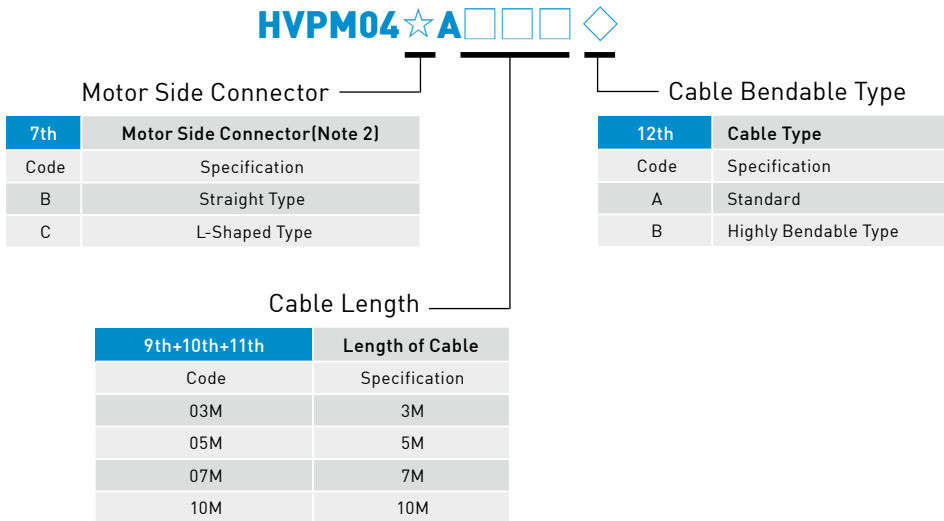 HVPM04☆A□□□◇
Motor Side Connector
Cable Bendable Type
7th Motor Side Connector(Note 2)
Code Specification
B Straight Type
C L-Shaped Type
12th Cable Type
Code Specification
A Standard
B Highly Bendable Type
Cable Length
9th+10th+11th Length of Cable
Code Specification
03M 3M
05M 5M
07M 7M
10M 10M